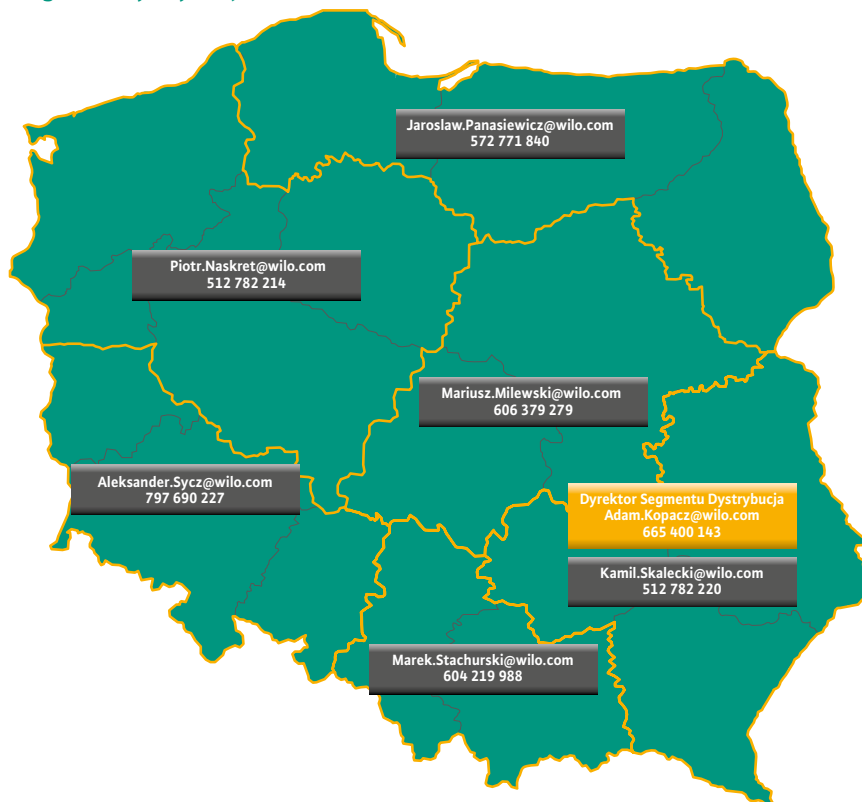 Jaroslaw.Panasiewicz@wilo.com
572 771 840
Piotr.Naskret@wilo.com
512 782 214
Mariusz.Milewski@wilo.com
606 379 279
Aleksander.Sycz@wilo.com
797 690 227
Dyrektor Segmentu Dystrybucja
Adam.Kopacz@wilo.com
665 400 143
Kamil.Skalecki@wilo.com
512 782 220
Marek.Stachurski@wilo.com
604 219 988